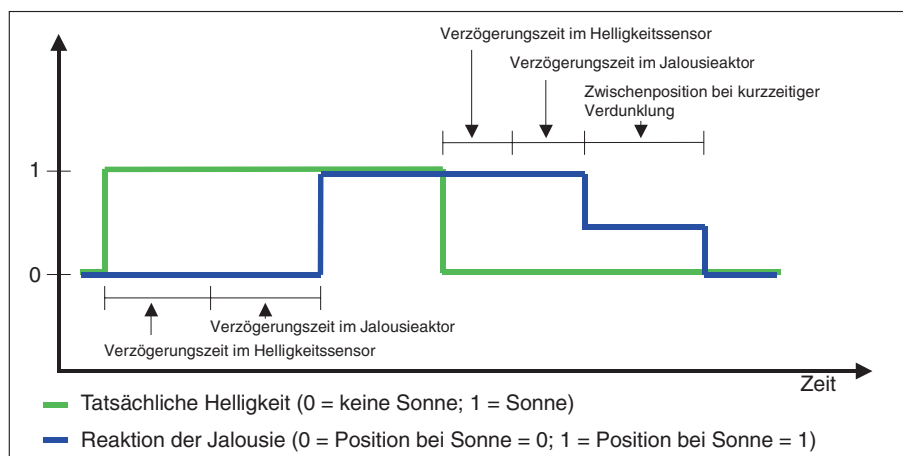 Verzögerungszeit im Helligkeitssensor
Verzögerungszeit im Jalousieaktor
Zwischenposition bei kurzzeitiger
Verdunklung
1
0
Verzögerungszeit im Jalousieaktor
Verzögerungszeit im Helligkeitssensor
Zeit
Tatsächliche Helligkeit (0 = keine Sonne; 1 = Sonne)
Reaktion der Jalousie (0 = Position bei Sonne = 0; 1 = Position bei Sonne = 1)